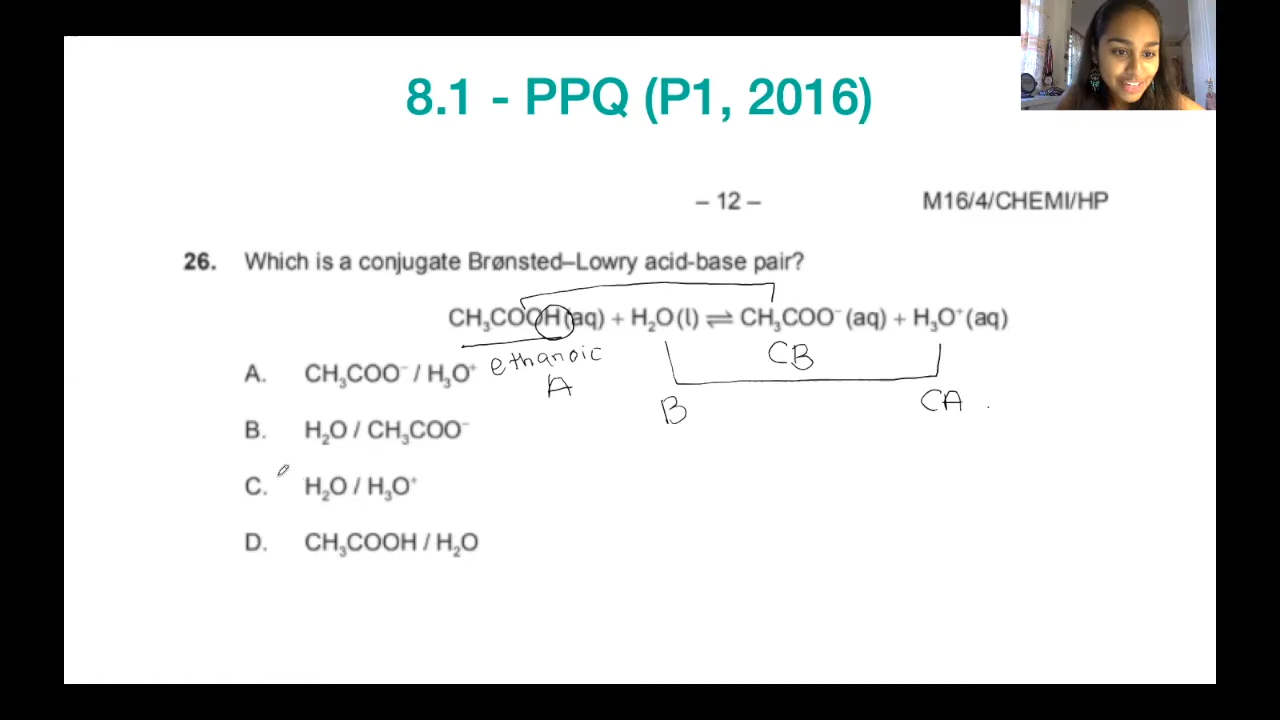 8.1 - PPQ (P1, 2016)
– 12 –
M16/4/CHEMI/HP
26. Which is a conjugate Brønsted–Lowry acid-base pair?
CH₃COOH(aq) + H₂O(l) ⇌ CH₃COO⁻(aq) + H₃O⁺(aq)
ethanoic
A
CB
B
CA
A. CH₃COO⁻ / H₃O⁺
B. H₂O / CH₃COO⁻
C. H₂O / H₃O⁺
D. CH₃COOH / H₂O